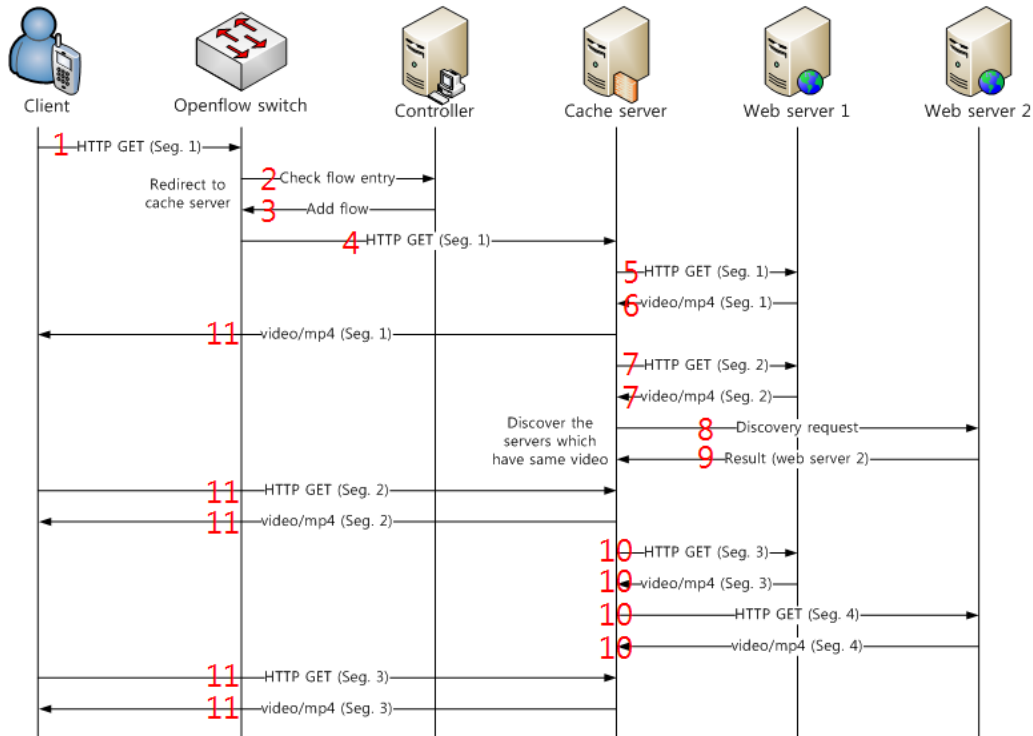 Client
Openflow switch
Controller
Cache server
Web server 1
Web server 2
1 HTTP GET (Seg. 1)
Redirect to
cache server
2 Check flow entry
3 Add flow
4 HTTP GET (Seg. 1)
5 HTTP GET (Seg. 1)
6 video/mp4 (Seg. 1)
11 video/mp4 (Seg. 1)
7 HTTP GET (Seg. 2)
7 video/mp4 (Seg. 2)
Discover the
servers which
have same video
8 Discovery request
9 Result (web server 2)
11 HTTP GET (Seg. 2)
11 video/mp4 (Seg. 2)
10 HTTP GET (Seg. 3)
10 video/mp4 (Seg. 3)
10 HTTP GET (Seg. 4)
10 video/mp4 (Seg. 4)
11 HTTP GET (Seg. 3)
11 video/mp4 (Seg. 3)